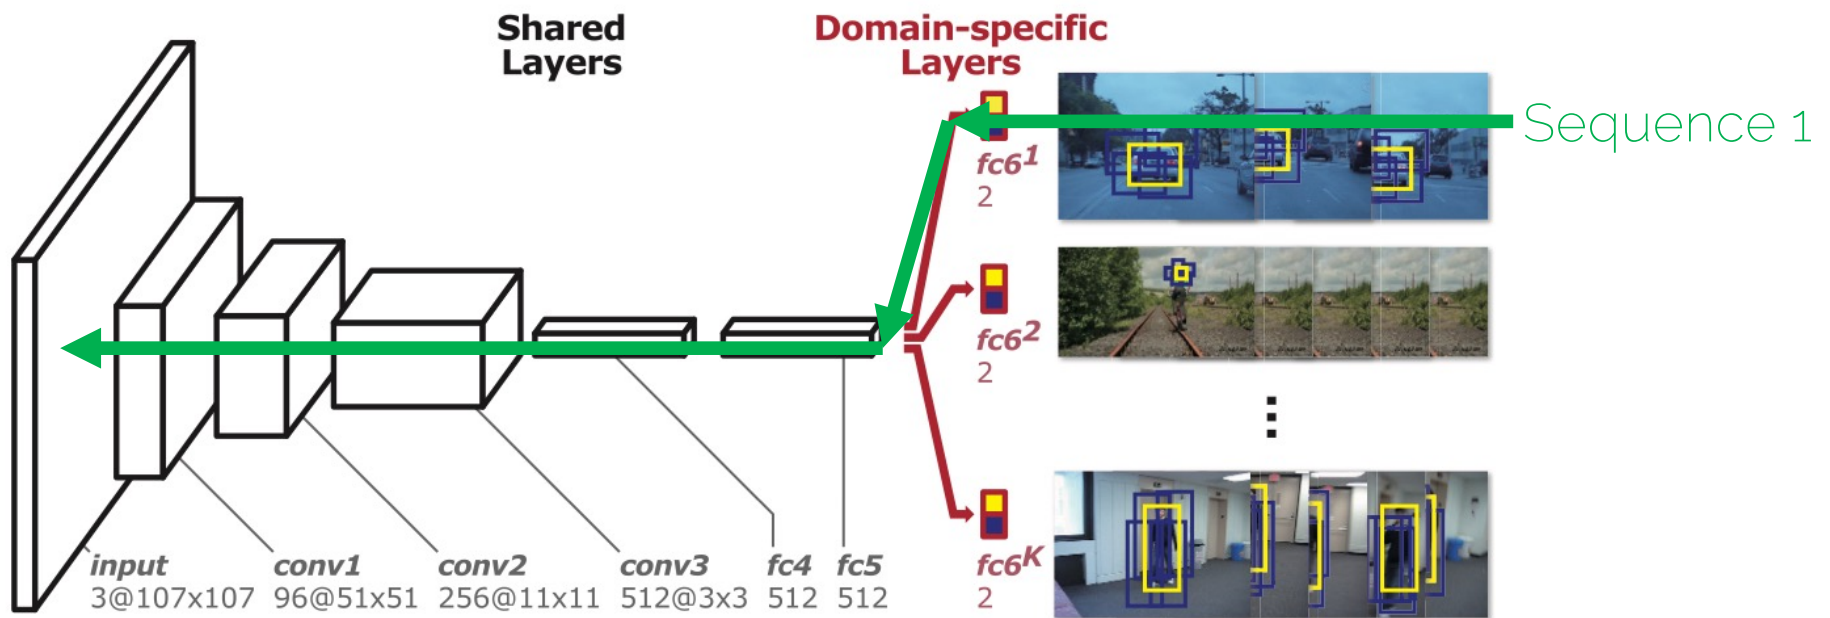 Shared
Layers
Domain-specific
Layers
Sequence 1
fc6¹
2
fc6²
2
fc6ᴷ
2
input
3@107x107
conv1
96@51x51
conv2
256@11x11
conv3
512@3x3
fc4
512
fc5
512